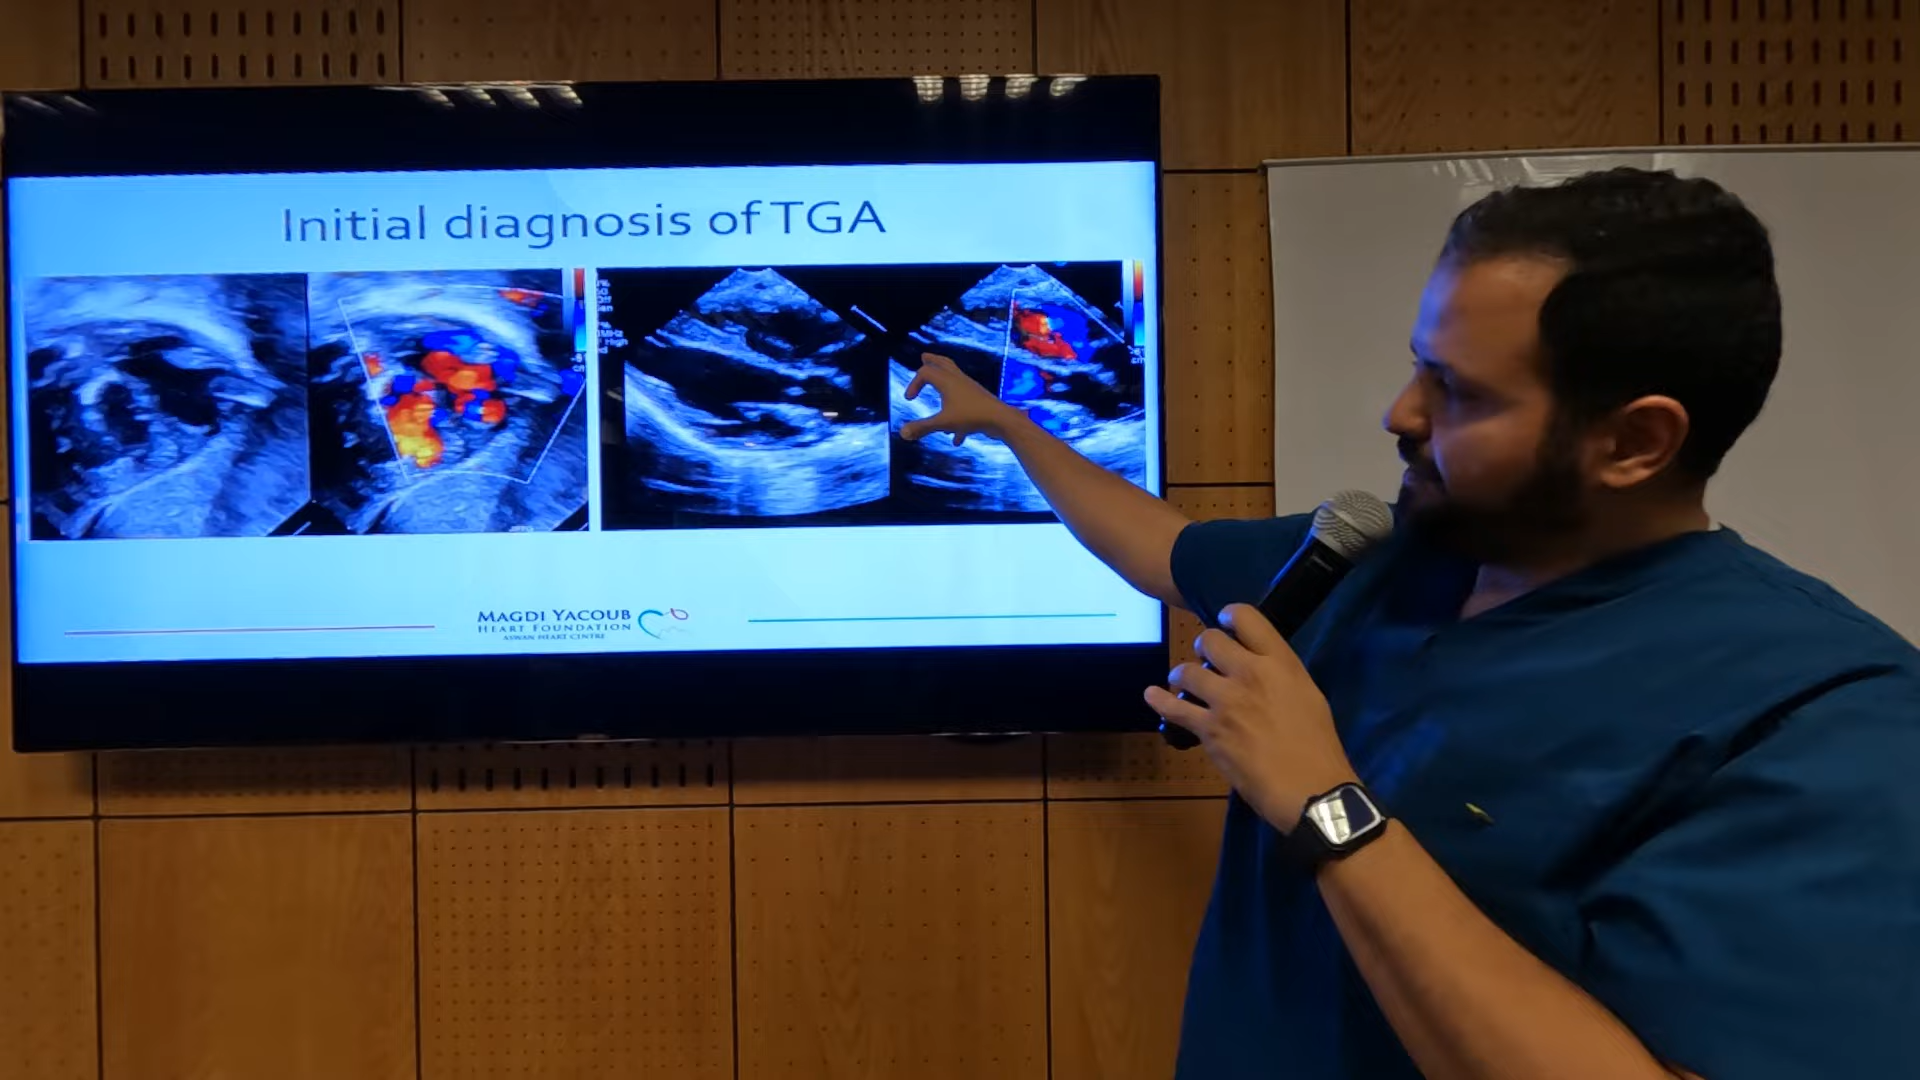 Initial diagnosis of TGA
MAGDI YACOUB
HEART FOUNDATION
ASWAN HEART CENTRE